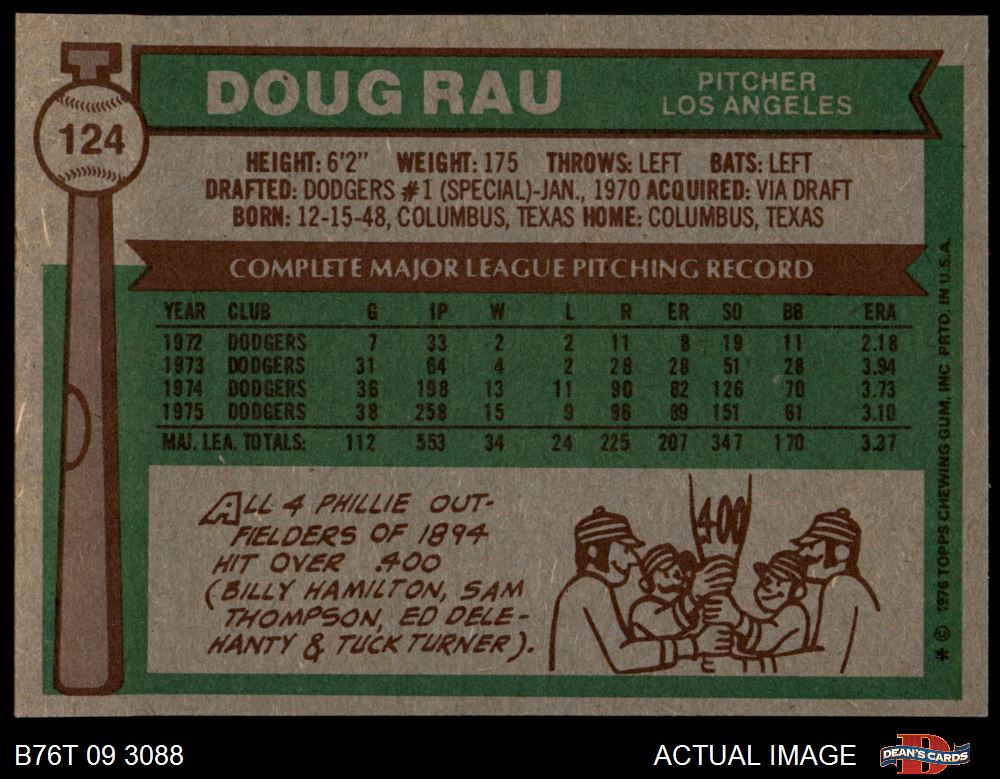 124
DOUG RAU
PITCHER
LOS ANGELES
HEIGHT: 6'2" WEIGHT: 175 THROWS: LEFT BATS: LEFT
DRAFTED: DODGERS #1 (SPECIAL)-JAN., 1970 ACQUIRED: VIA DRAFT
BORN: 12-15-48, COLUMBUS, TEXAS HOME: COLUMBUS, TEXAS
COMPLETE MAJOR LEAGUE PITCHING RECORD
YEAR CLUB G IP W L R ER SO BB ERA
1972 DODGERS 7 33 2 2 11 8 19 11 2.18
1973 DODGERS 31 64 4 2 28 28 51 28 3.94
1974 DODGERS 36 198 13 11 90 82 126 70 3.73
1975 DODGERS 38 258 15 9 96 89 151 61 3.10
MAJ. LEA. TOTALS: 112 553 34 24 225 207 347 170 3.37
ALL 4 PHILLIE OUT-
FIELDERS OF 1894
HIT OVER .400
(BILLY HAMILTON, SAM
THOMPSON, ED DELE-
HANTY & TUCK TURNER).
.400
* © 1976 TOPPS CHEWING GUM, INC PRTD. IN U.S.A.
B76T 09 3088
ACTUAL IMAGE
D
DEAN'S CARDS